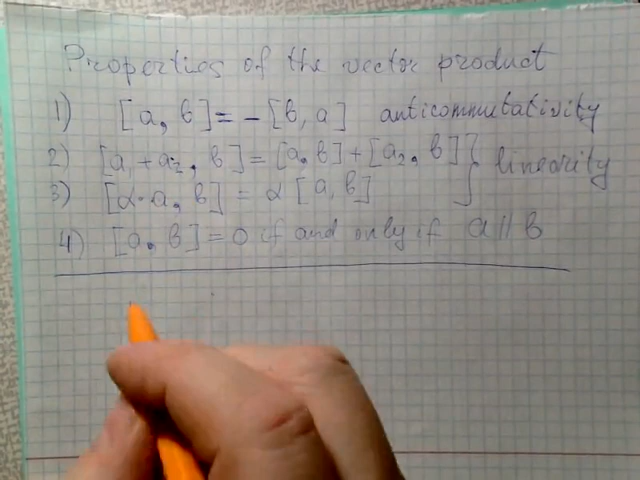 Properties of the vector product
1) [a, b] = - [b, a] anticommutativity
2) [a₁ + a₂, b] = [a₁ b] + [a₂, b] } linearity
3) [α · a, b] = α [a, b]
4) [a, b] = 0 if and only if a || b